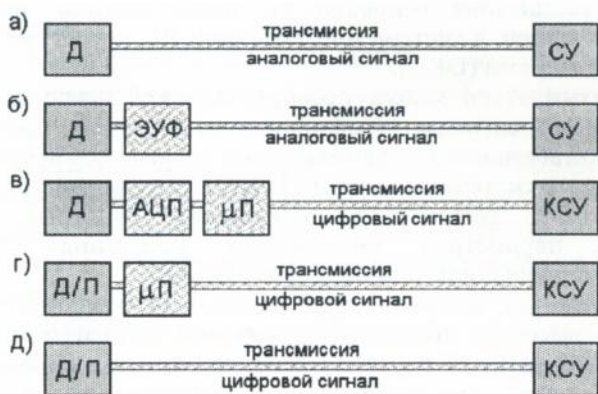 а) Д трансмиссия СУ
аналоговый сигнал
б) Д ЭУФ трансмиссия СУ
аналоговый сигнал
в) Д АЦП μП трансмиссия КСУ
цифровый сигнал
г) Д/П μП трансмиссия КСУ
цифровой сигнал
д) Д/П трансмиссия КСУ
цифровой сигнал